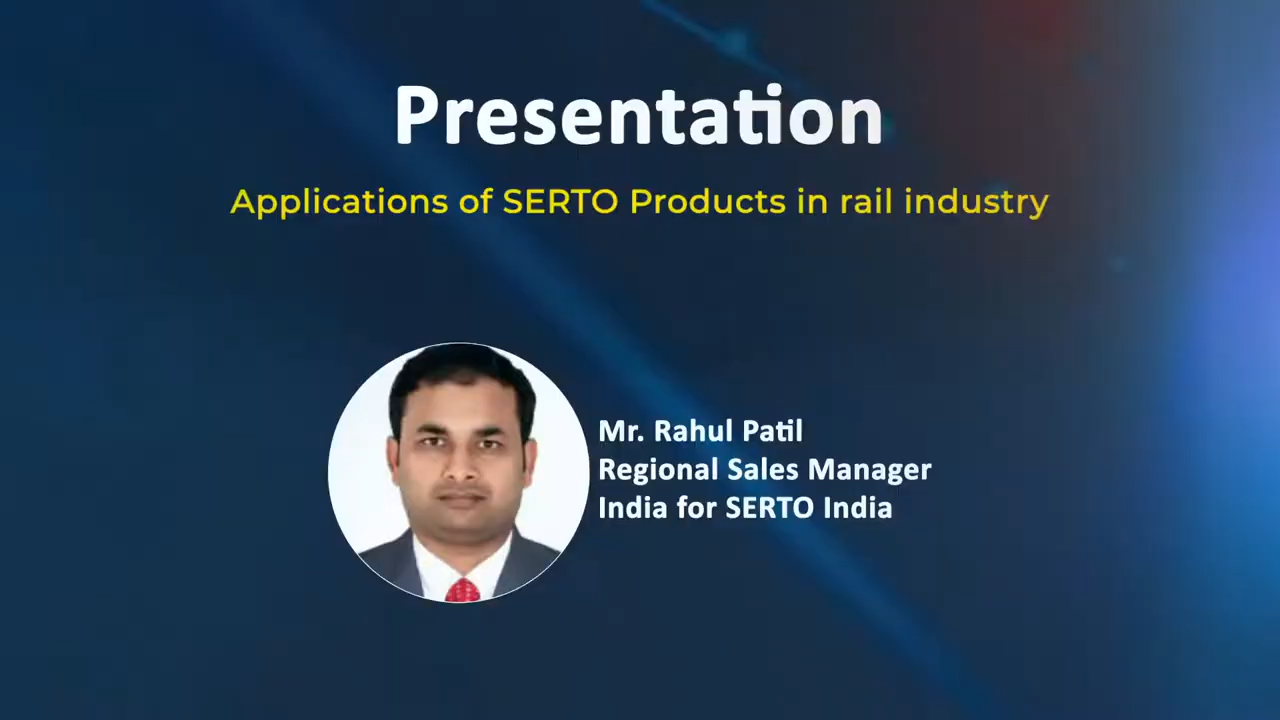 Presentation
Applications of SERTO Products in rail industry
Mr. Rahul Patil
Regional Sales Manager
India for SERTO India